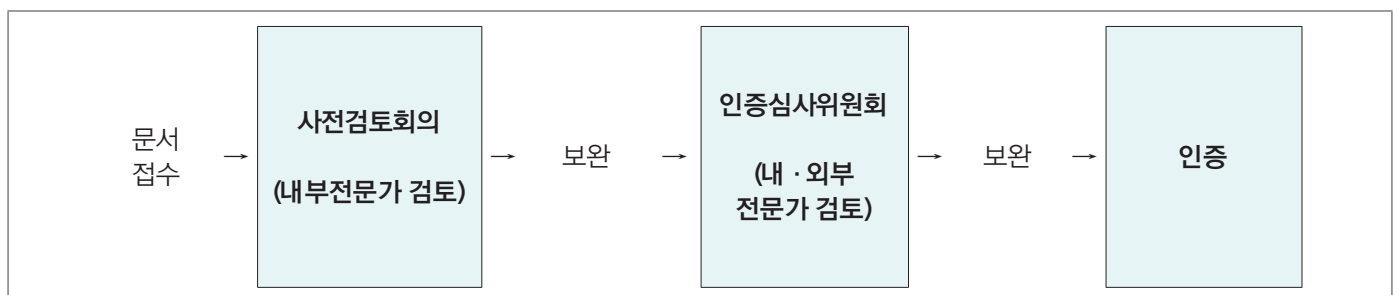 문서
접수
→
사전검토회의
(내부전문가 검토)
→
보완
→
인증심사위원회
(내 · 외부
전문가 검토)
→
보완
→
인증